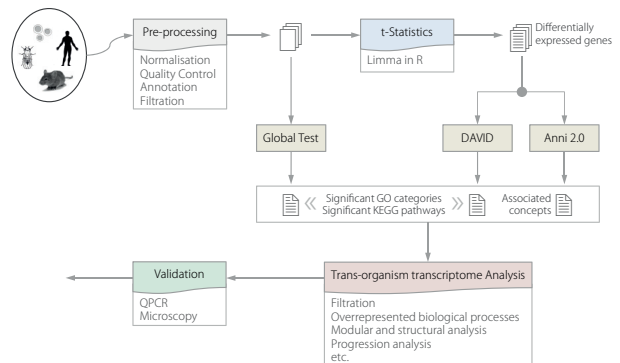 Pre-processing
Normalisation
Quality Control
Annotation
Filtration
t-Statistics
Limma in R
Differentially
expressed genes
Global Test
DAVID
Anni 2.0
Significant GO categories
Significant KEGG pathways
Associated
concepts
Validation
QPCR
Microscopy
Trans-organism transcriptome Analysis
Filtration
Overrepresented biological processes
Modular and structural analysis
Progression analysis
etc.